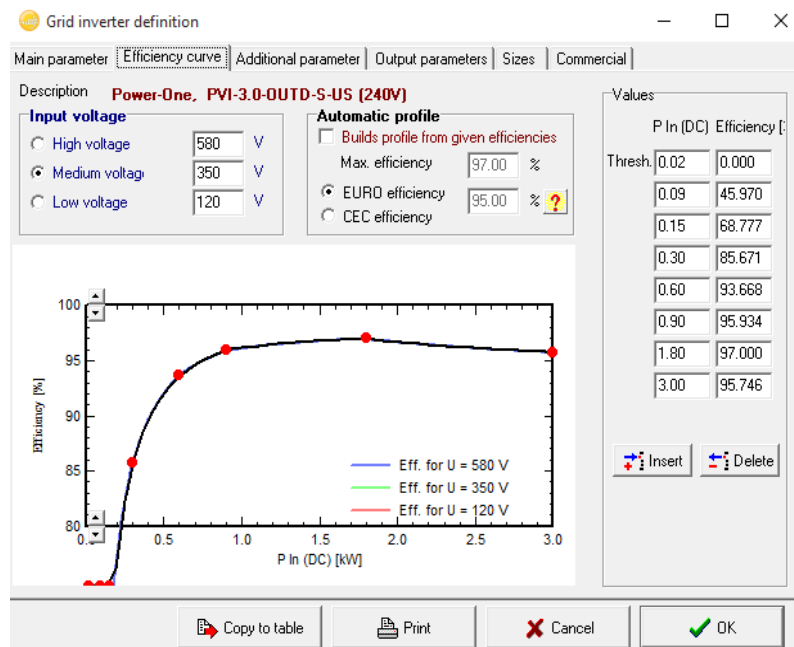 Grid inverter definition
Main parameter Efficiency curve Additional parameter Output parameters Sizes Commercial
Description Power-One, PVI-3.0-OUTD-S-US (240V)
Input voltage
High voltage 580 V
Medium voltag 350 V
Low voltage 120 V
Automatic profile
Builds profile from given efficiencies
Max. efficiency 97.00 %
EURO efficiency 95.00 % ?
CEC efficiency
Values
P In (DC) Efficiency [
Thresh. 0.02 0.000
0.09 45.970
0.15 68.777
0.30 85.671
0.60 93.668
0.90 95.934
1.80 97.000
3.00 95.746
Insert Delete
100
95
90
85
80
Efficiency [%]
Eff. for U = 580 V
Eff. for U = 350 V
Eff. for U = 120 V
0.5 1.0 1.5 2.0 2.5 3.0
P In (DC) [kW]
Copy to table Print Cancel OK